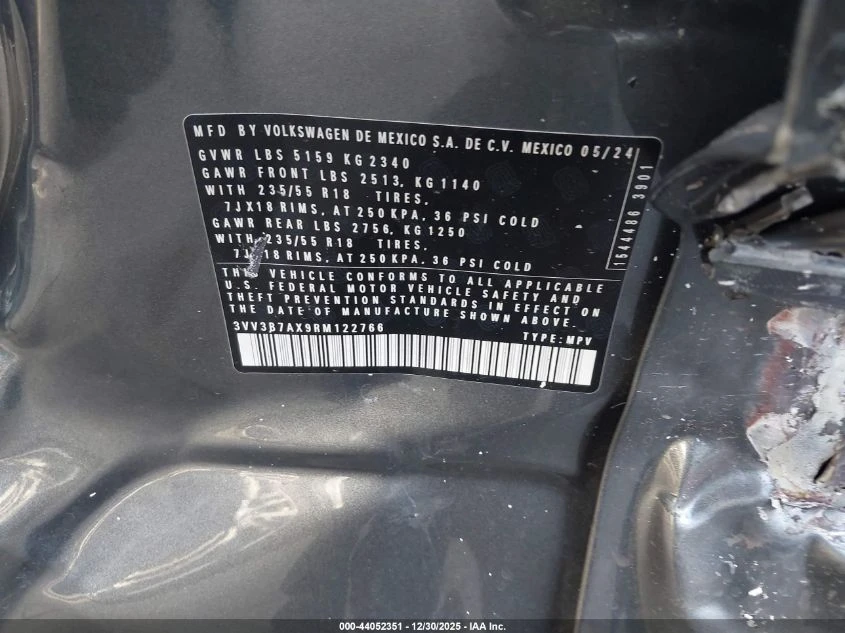 MFD BY VOLKSWAGEN DE MEXICO S.A. DE C.V. MEXICO 05/24
GVWR LBS 5159 KG 2340
GAWR FRONT LBS 2513, KG 1140
WITH 235/55 R18 TIRES,
7JX18 RIMS, AT 250 KPA, 36 PSI COLD
GAWR REAR LBS 2756, KG 1250
WITH 235/55 R18 TIRES,
7JX18 RIMS, AT 250 KPA, 36 PSI COLD
THIS VEHICLE CONFORMS TO ALL APPLICABLE
U.S. FEDERAL MOTOR VEHICLE SAFETY AND
THEFT PREVENTION STANDARDS IN EFFECT ON
THE DATE OF MANUFACTURE SHOWN ABOVE.
3VV3B7AX9RM122766 TYPE: MPV
1544486 3901
000-44052351 - 12/30/2025 - IAA Inc.